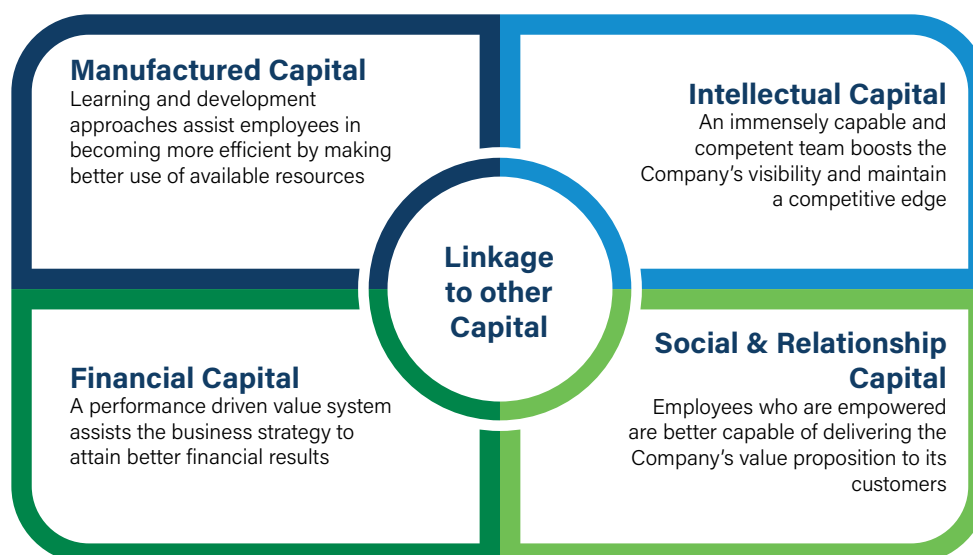 Manufactured Capital
Learning and development
approaches assist employees in
becoming more efficient by making
better use of available resources
Intellectual Capital
An immensely capable and
competent team boosts the
Company’s visibility and maintain
a competitive edge
Linkage
to other
Capital
Financial Capital
A performance driven value system
assists the business strategy to
attain better financial results
Social & Relationship
Capital
Employees who are empowered
are better capable of delivering the
Company’s value proposition to its
customers